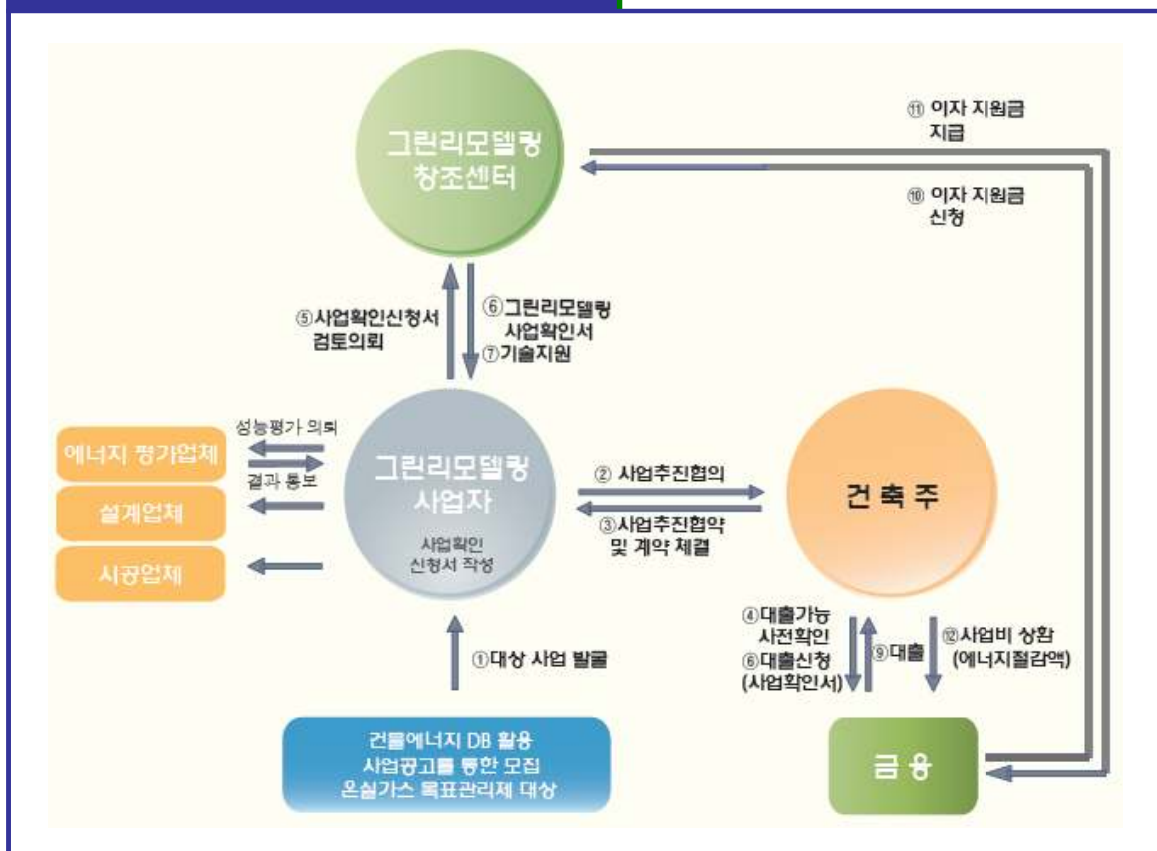 그린리모델링
창조센터
⑪ 이자 지원금
지급
⑩ 이자 지원금
신청
⑤사업확인신청서
검토의뢰
⑥그린리모델링
사업확인서
⑦기술지원
성능평가 의뢰
에너지 평가업체
결과 통보
설계업체
시공업체
그린리모델링
사업자
사업확인
신청서 작성
② 사업추진협의
③사업추진협약
및 계약 체결
건 축 주
①대상 사업 발굴
④대출가능
사전확인
⑥대출신청
(사업확인서)
⑨대출
⑫사업비 상환
(에너지절감액)
건물에너지 DB 활용
사업공고를 통한 모집
온실가스 목표관리제 대상
금 융